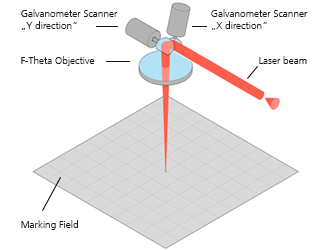 Galvanometer Scanner
„Y direction“
Galvanometer Scanner
„X direction“
F-Theta Objective
Laser beam
Marking Field